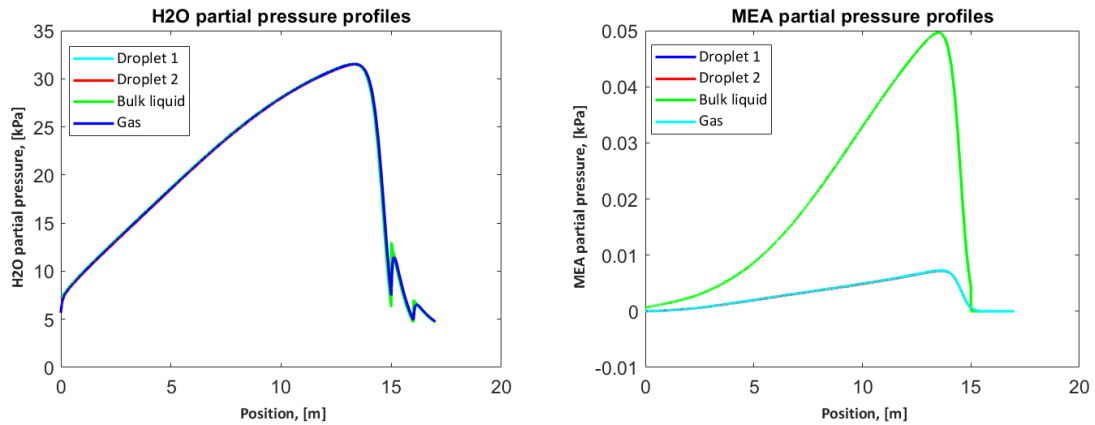 H2O partial pressure profiles
H2O partial pressure, [kPa]
35
30
25
20
15
10
5
0
Droplet 1
Droplet 2
Bulk liquid
Gas
0 5 10 15 20
Position, [m]
MEA partial pressure profiles
MEA partial pressure, [kPa]
0.05
0.04
0.03
0.02
0.01
0
-0.01
Droplet 1
Droplet 2
Bulk liquid
Gas
0 5 10 15 20
Position, [m]